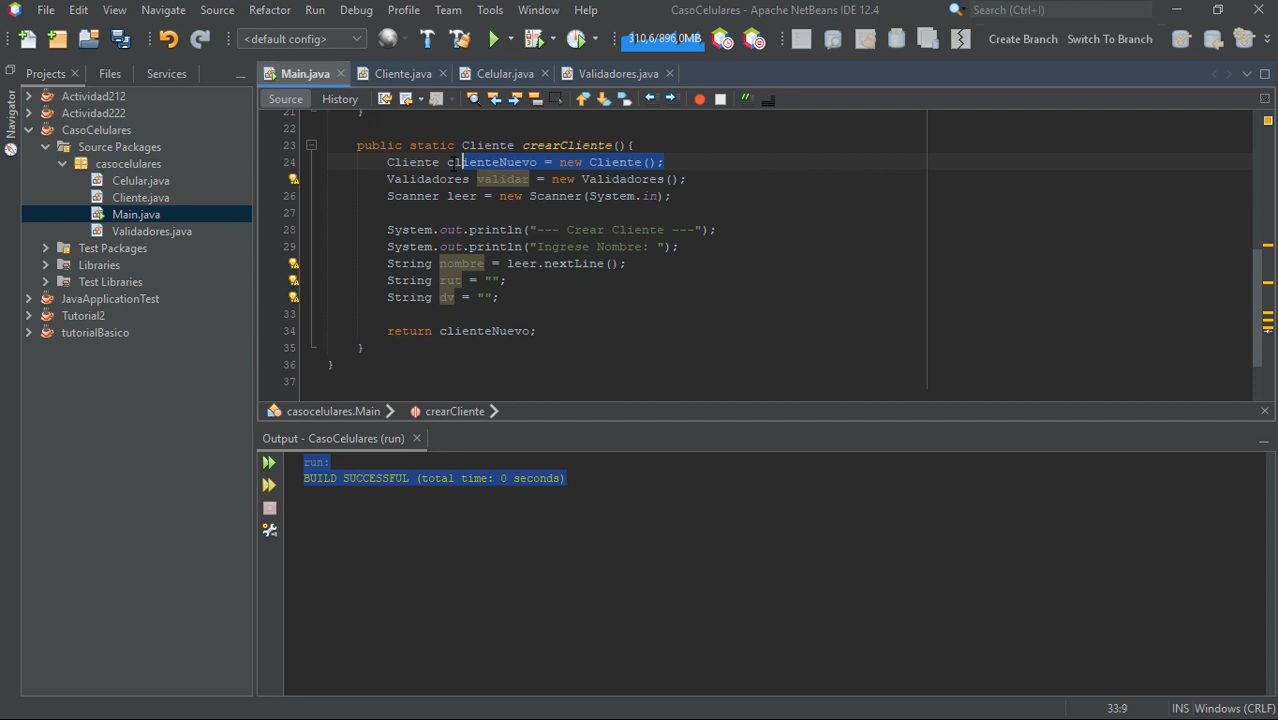 File Edit View Navigate Source Refactor Run Debug Profile Team Tools Window Help CasoCelulares - Apache NetBeans IDE 12.4 Search (Ctrl+I)
<default config> 310,6/896,0MB Create Branch Switch To Branch
Projects Files Services Main.java Cliente.java Celular.java Validadores.java
Navigator
Source History
Actividad212
Actividad222
CasoCelulares
Source Packages
casocelulares
Celular.java
Cliente.java
Main.java
Validadores.java
Test Packages
Libraries
Test Libraries
JavaApplicationTest
Tutorial2
tutorialBasico
21 }
22
23 public static Cliente crearCliente(){
24 Cliente clienteNuevo = new Cliente();
Validadores validar = new Validadores();
26 Scanner leer = new Scanner(System.in);
27
28 System.out.println("--- Crear Cliente ---");
29 System.out.println("Ingrese Nombre: ");
String nombre = leer.nextLine();
String rut = "";
String dv = "";
33
34 return clienteNuevo;
35 }
36 }
37
casocelulares.Main crearCliente
Output - CasoCelulares (run)
run:
BUILD SUCCESSFUL (total time: 0 seconds)
33:9 INS Windows (CRLF)